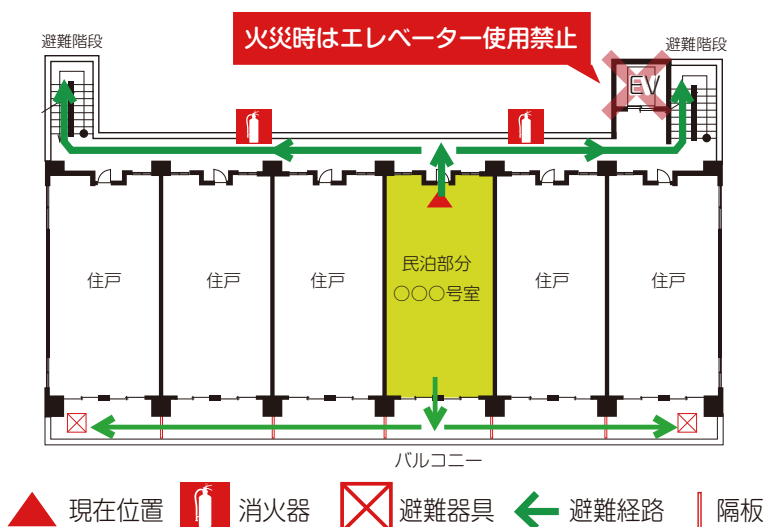 火災時はエレベーター使用禁止
避難階段
避難階段
EV
住戸
住戸
住戸
民泊部分
〇〇〇号室
住戸
住戸
バルコニー
現在位置
消火器
避難器具
避難経路
隔板